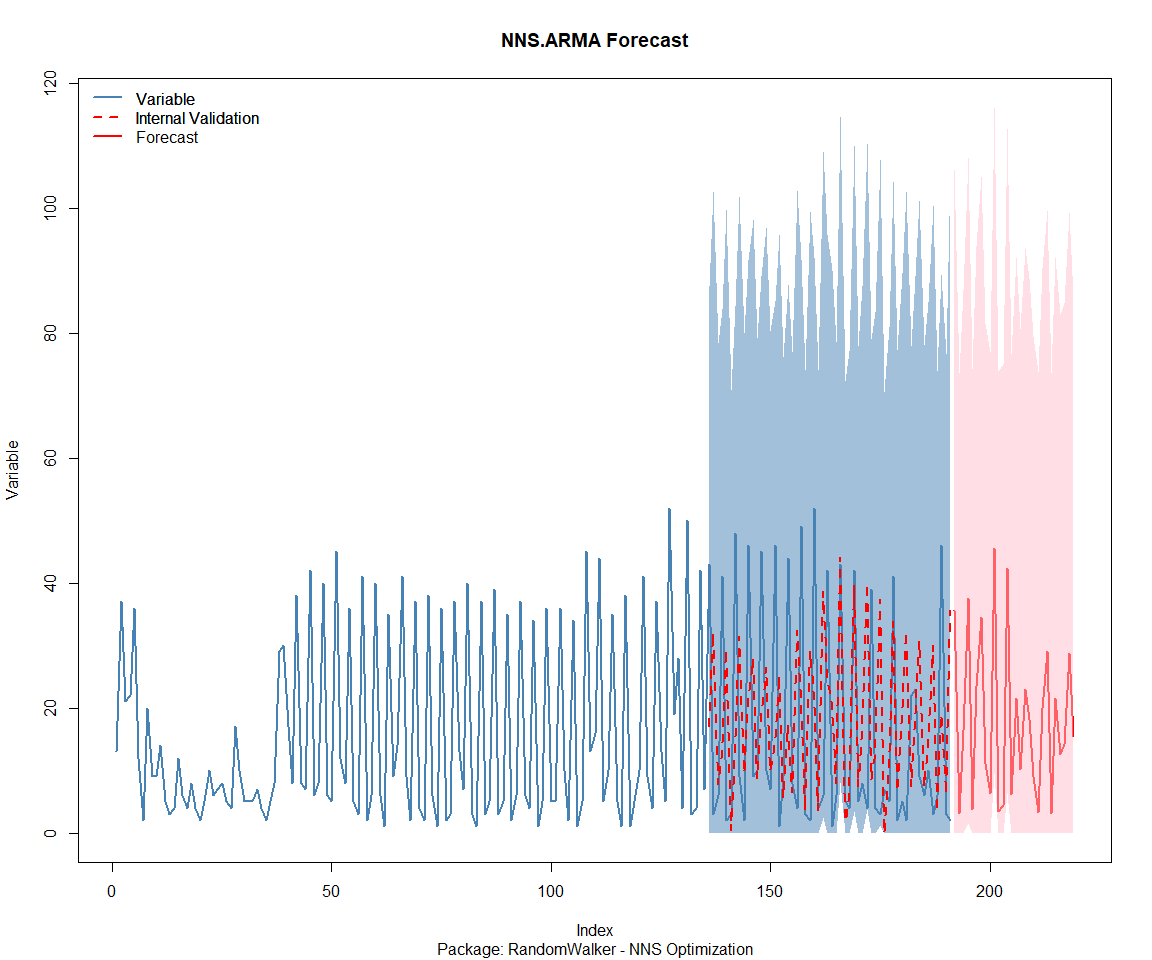 NNS.ARMA Forecast
Variable
Internal Validation
Forecast
120
100
80
60
40
20
0
Variable
0 50 100 150 200
Index
Package: RandomWalker - NNS Optimization